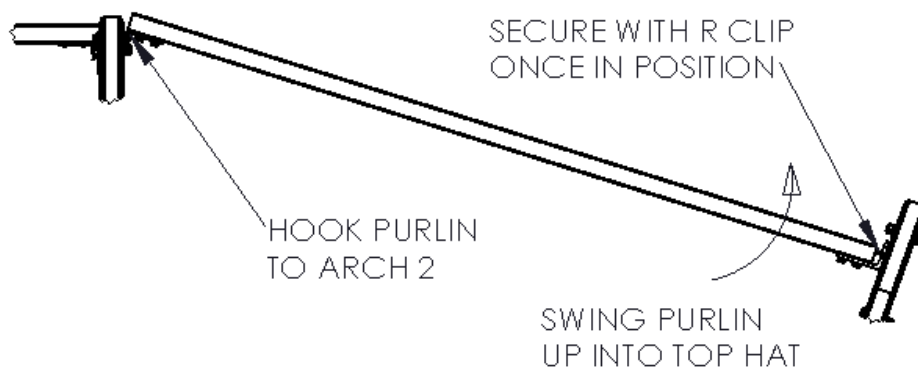 SECURE WITH R CLIP
ONCE IN POSITION
HOOK PURLIN
TO ARCH 2
SWING PURLIN
UP INTO TOP HAT